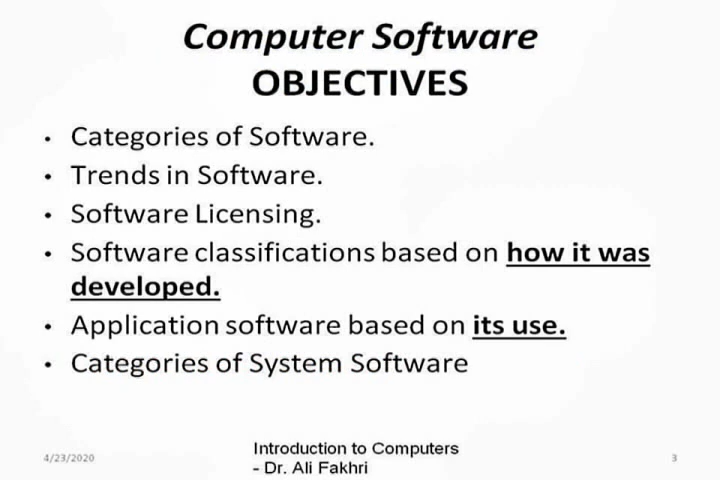 Computer Software
OBJECTIVES
• Categories of Software.
• Trends in Software.
• Software Licensing.
• Software classifications based on how it was
developed.
• Application software based on its use.
• Categories of System Software
4/23/2020
Introduction to Computers
- Dr. Ali Fakhri
3